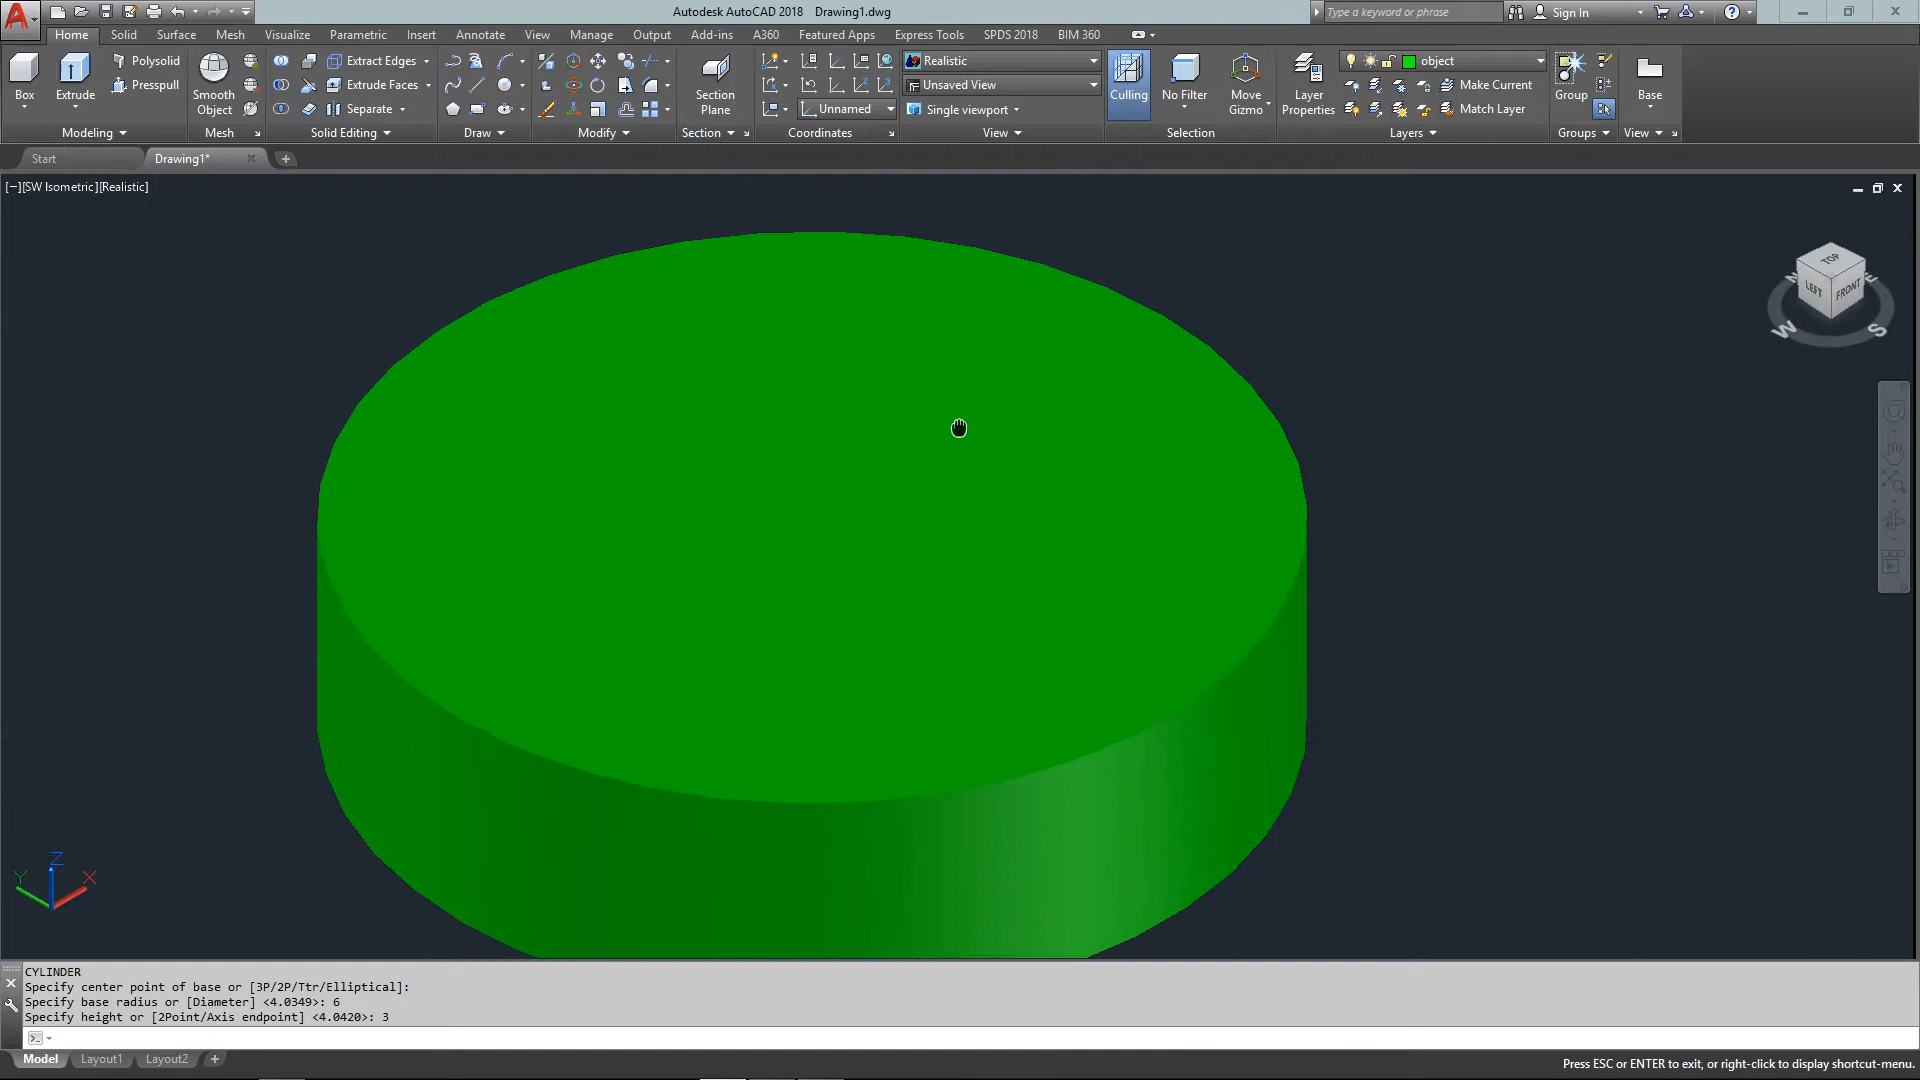 Autodesk AutoCAD 2018 Drawing1.dwg
Type a keyword or phrase
Sign In
Home Solid Surface Mesh Visualize Parametric Insert Annotate View Manage Output Add-ins A360 Featured Apps Express Tools SPDS 2018 BIM 360
Polysolid Extract Edges Realistic object
Presspull Extrude Faces Unsaved View Make Current
Box Extrude Smooth Object Separate Section Plane Unnamed Single viewport Culling No Filter Move Gizmo Layer Properties Match Layer Group Base
Modeling Mesh Solid Editing Draw Modify Section Coordinates View Selection Layers Groups View
Start Drawing1*
[−][SW Isometric][Realistic]
TOP
LEFT FRONT
N E
W S
Z
Y X
CYLINDER
Specify center point of base or [3P/2P/Ttr/Elliptical]:
Specify base radius or [Diameter] <4.0349>: 6
Specify height or [2Point/Axis endpoint] <4.0420>: 3
Model Layout1 Layout2
Press ESC or ENTER to exit, or right-click to display shortcut-menu.